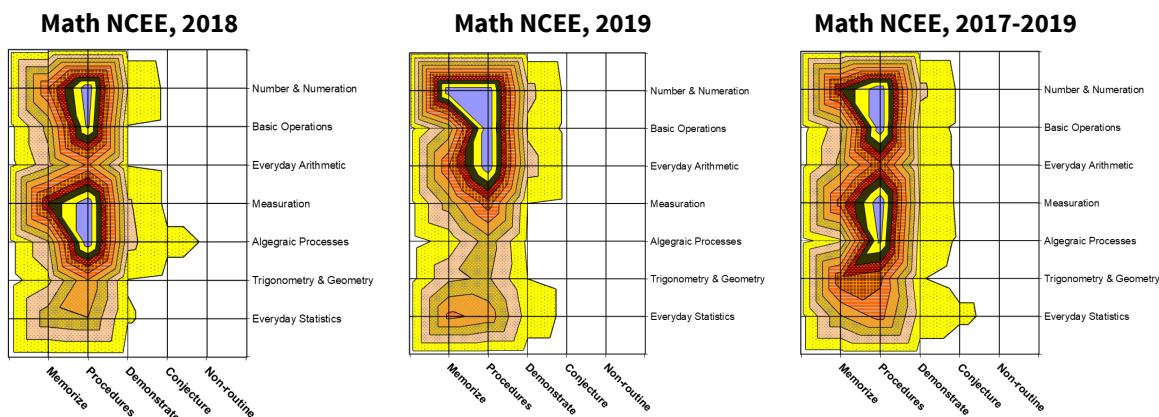 Math NCEE, 2018
Number & Numeration
Basic Operations
Everyday Arithmetic
Measuration
Algegraic Processes
Trigonometry & Geometry
Everyday Statistics
Memorize
Procedures
Demonstrate
Conjecture
Non-routine
Math NCEE, 2019
Number & Numeration
Basic Operations
Everyday Arithmetic
Measuration
Algegraic Processes
Trigonometry & Geometry
Everyday Statistics
Memorize
Procedures
Demonstrate
Conjecture
Non-routine
Math NCEE, 2017-2019
Number & Numeration
Basic Operations
Everyday Arithmetic
Measuration
Algegraic Processes
Trigonometry & Geometry
Everyday Statistics
Memorize
Procedures
Demonstrate
Conjecture
Non-routine